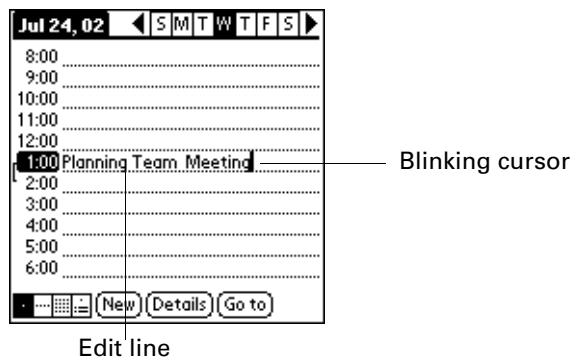 Jul 24, 02 S M T W T F S
8:00
9:00
10:00
11:00
12:00
1:00 Planning Team Meeting
Blinking cursor
2:00
3:00
4:00
5:00
6:00
New Details Go to
Edit line